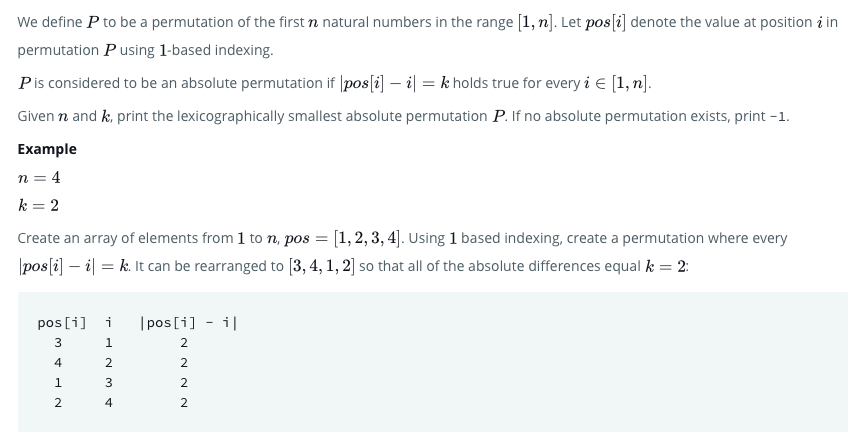 We define P to be a permutation of the first n natural numbers in the range [1, n]. Let pos[i] denote the value at position i in
permutation P using 1-based indexing.
P is considered to be an absolute permutation if |pos[i] − i| = k holds true for every i ∈ [1, n].
Given n and k, print the lexicographically smallest absolute permutation P. If no absolute permutation exists, print -1.
Example
n = 4
k = 2
Create an array of elements from 1 to n, pos = [1, 2, 3, 4]. Using 1 based indexing, create a permutation where every
|pos[i] − i| = k. It can be rearranged to [3, 4, 1, 2] so that all of the absolute differences equal k = 2:
pos[i] i |pos[i] - i|
3 1 2
4 2 2
1 3 2
2 4 2